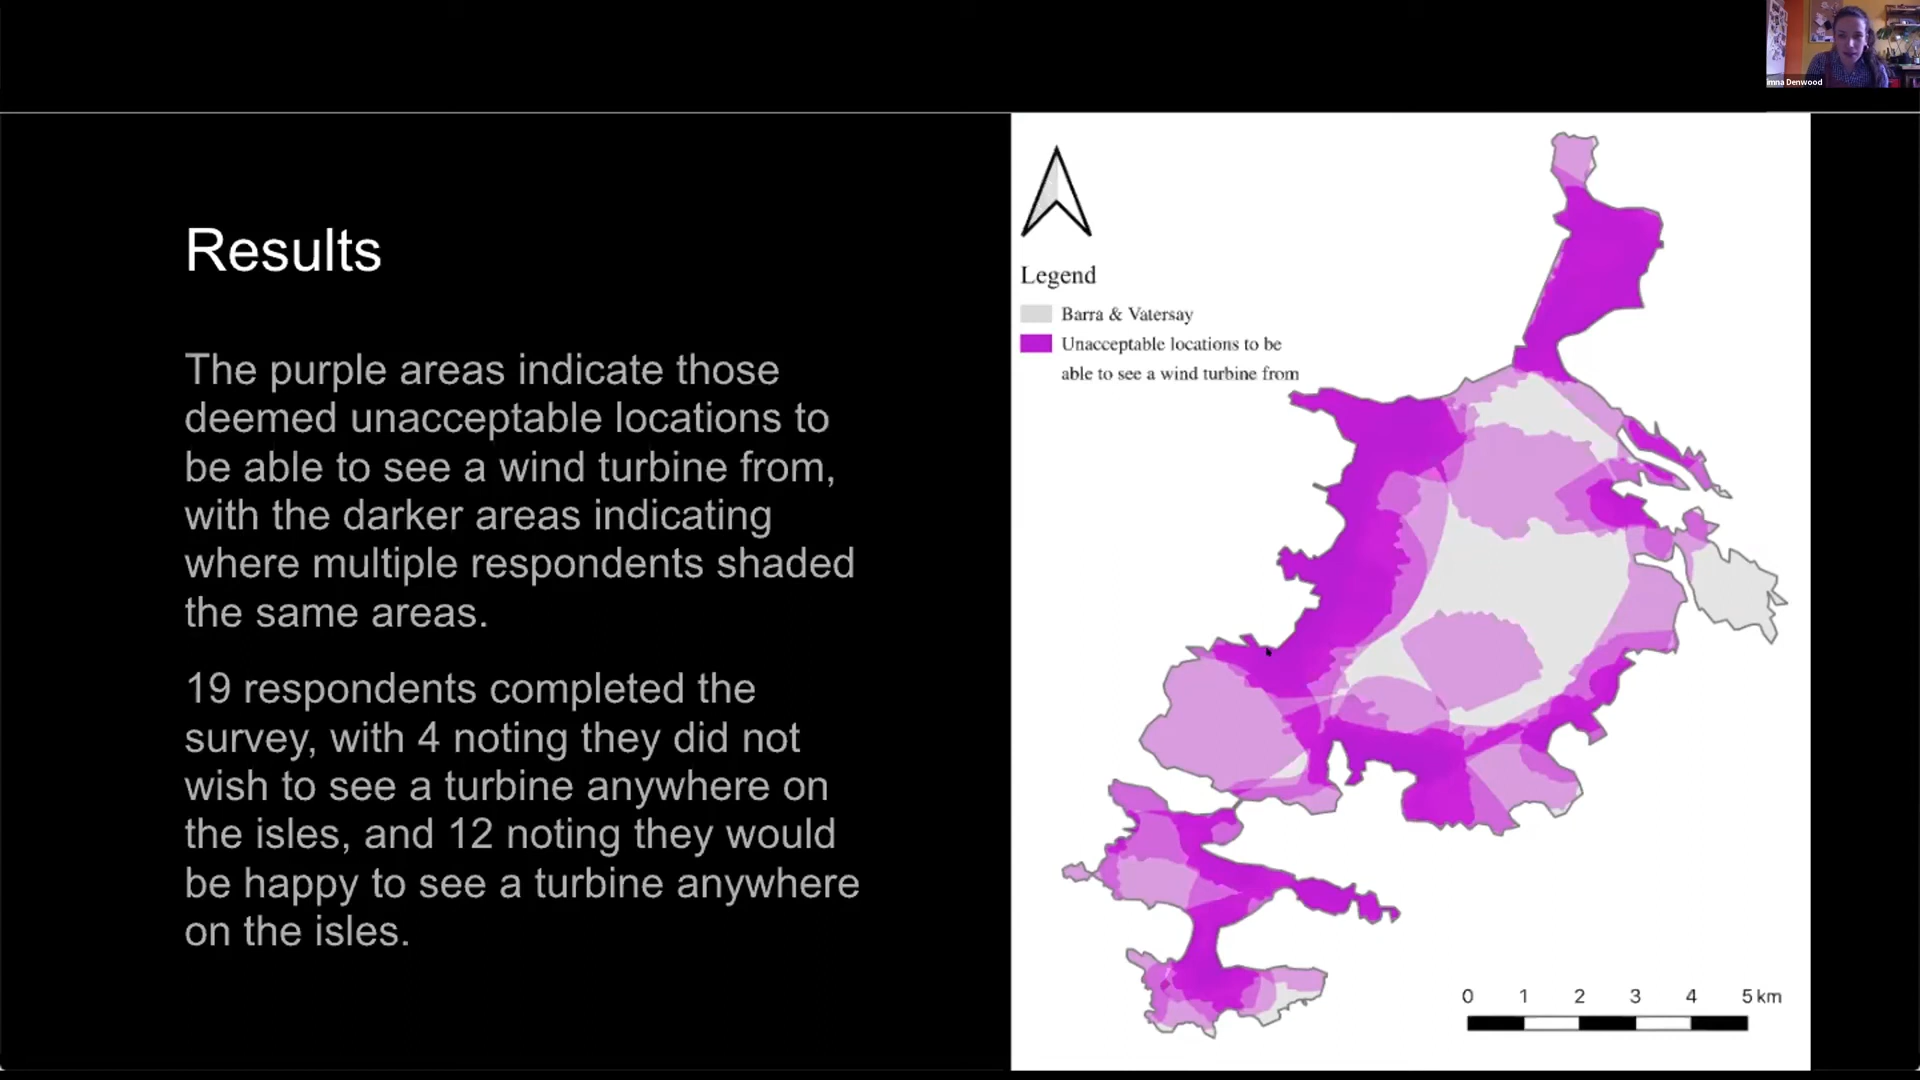 imna Denwood
Results
The purple areas indicate those
deemed unacceptable locations to
be able to see a wind turbine from,
with the darker areas indicating
where multiple respondents shaded
the same areas.
19 respondents completed the
survey, with 4 noting they did not
wish to see a turbine anywhere on
the isles, and 12 noting they would
be happy to see a turbine anywhere
on the isles.
Legend
Barra & Vatersay
Unacceptable locations to be
able to see a wind turbine from
0 1 2 3 4 5 km